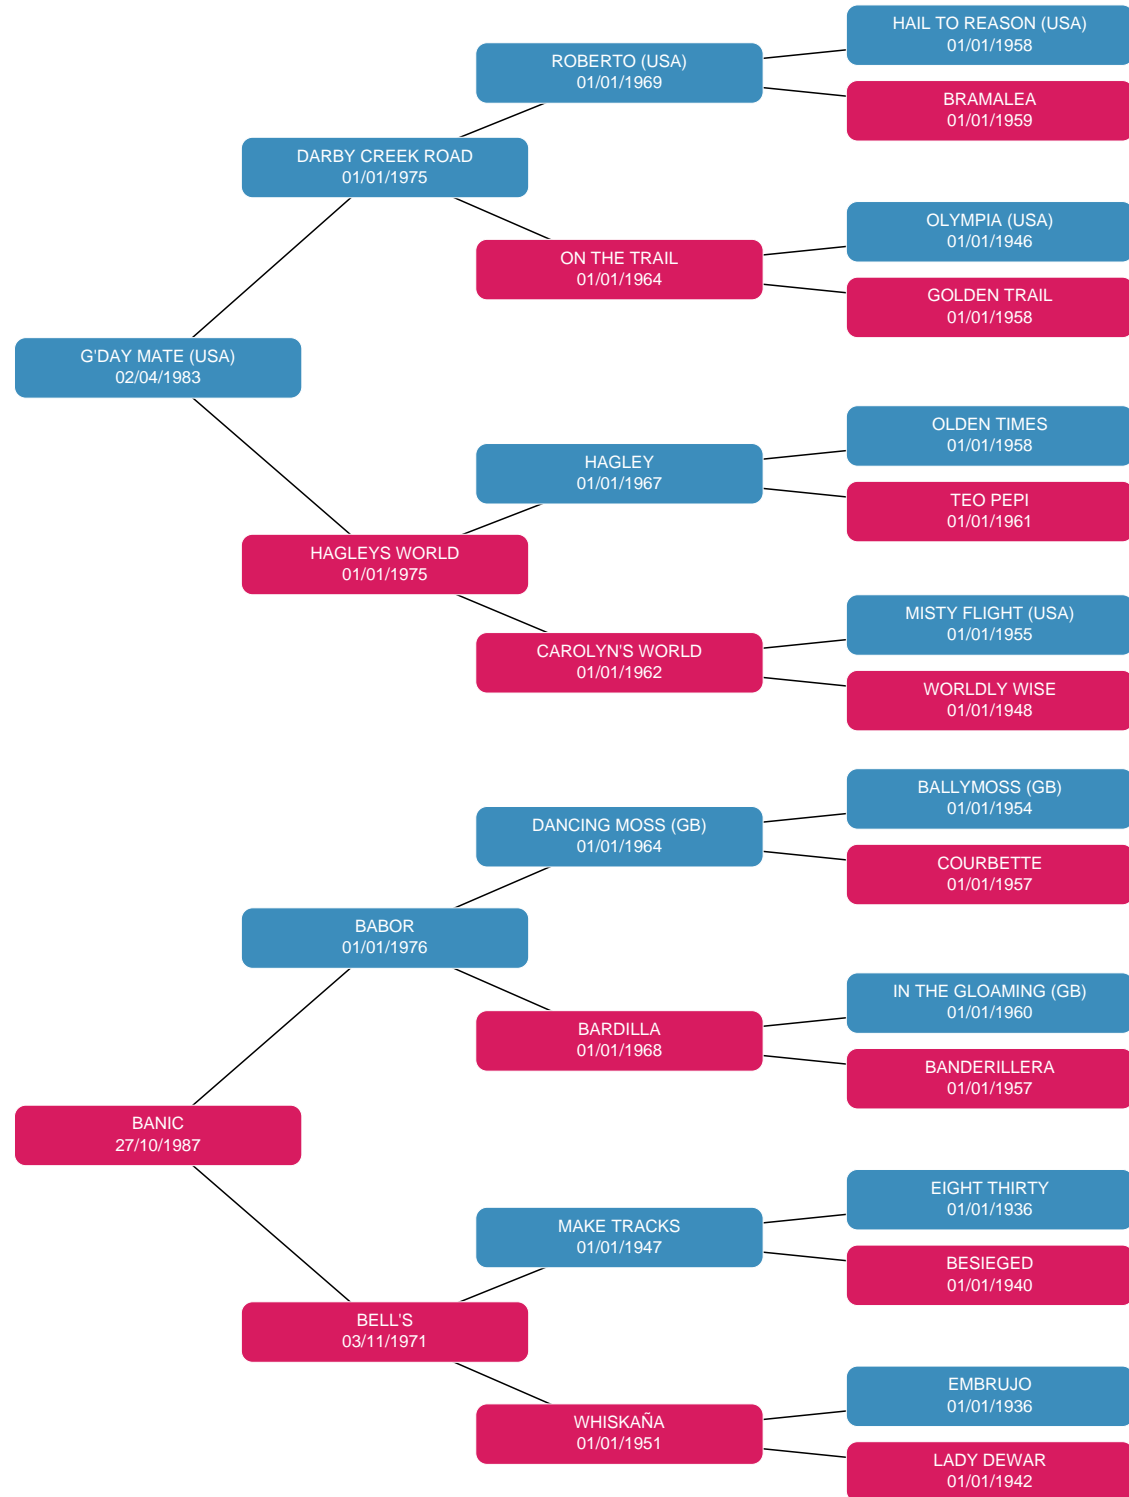 HAIL TO REASON (USA)
01/01/1958
ROBERTO (USA)
01/01/1969
BRAMALEA
01/01/1959
DARBY CREEK ROAD
01/01/1975
OLYMPIA (USA)
01/01/1946
ON THE TRAIL
01/01/1964
GOLDEN TRAIL
01/01/1958
G'DAY MATE (USA)
02/04/1983
OLDEN TIMES
01/01/1958
HAGLEY
01/01/1967
TEO PEPI
01/01/1961
HAGLEYS WORLD
01/01/1975
MISTY FLIGHT (USA)
01/01/1955
CAROLYN'S WORLD
01/01/1962
WORLDLY WISE
01/01/1948
BALLYMOSS (GB)
01/01/1954
DANCING MOSS (GB)
01/01/1964
COURBETTE
01/01/1957
BABOR
01/01/1976
IN THE GLOAMING (GB)
01/01/1960
BARDILLA
01/01/1968
BANDERILLERA
01/01/1957
BANIC
27/10/1987
EIGHT THIRTY
01/01/1936
MAKE TRACKS
01/01/1947
BESIEGED
01/01/1940
BELL'S
03/11/1971
EMBRUJO
01/01/1936
WHISKAÑA
01/01/1951
LADY DEWAR
01/01/1942